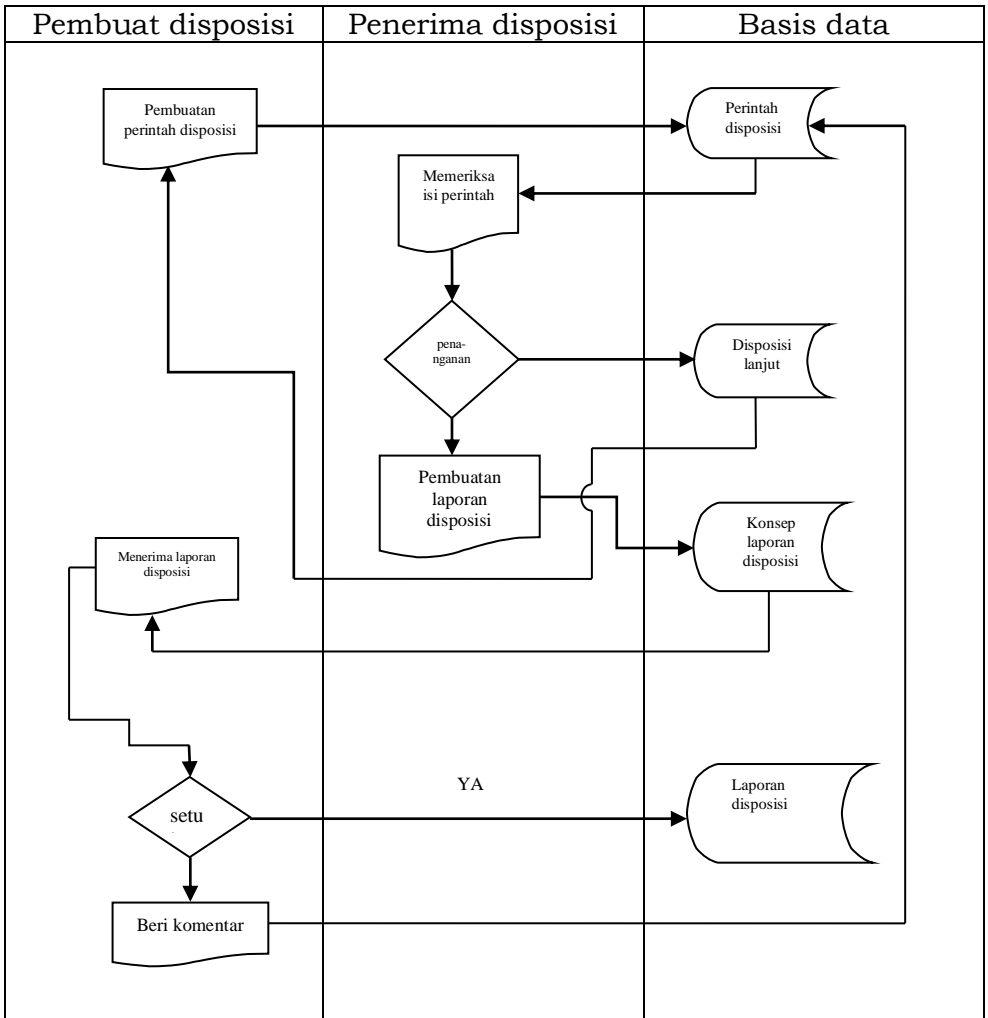 Pembuat disposisi
Penerima disposisi
Basis data
Pembuatan
perintah disposisi
Perintah
disposisi
Memeriksa
isi perintah
pena-
nganan
Disposisi
lanjut
Pembuatan
laporan
disposisi
Konsep
laporan
disposisi
Menerima laporan
disposisi
YA
setu
Laporan
disposisi
Beri komentar